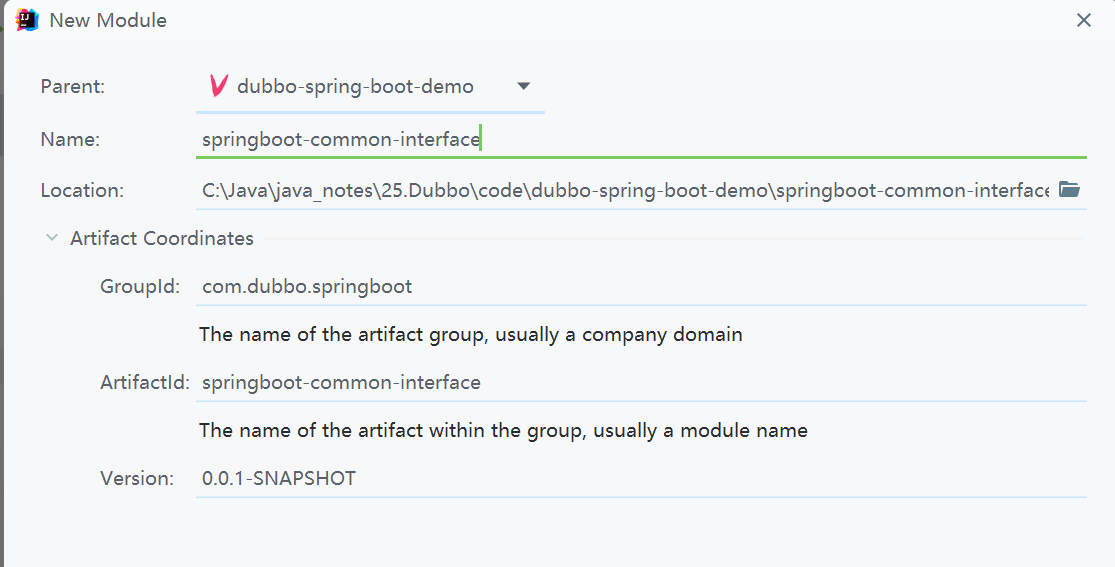 New Module
Parent: dubbo-spring-boot-demo
Name: springboot-common-interface
Location: C:\Java\java_notes\25.Dubbo\code\dubbo-spring-boot-demo\springboot-common-interface
Artifact Coordinates
GroupId: com.dubbo.springboot
The name of the artifact group, usually a company domain
ArtifactId: springboot-common-interface
The name of the artifact within the group, usually a module name
Version: 0.0.1-SNAPSHOT